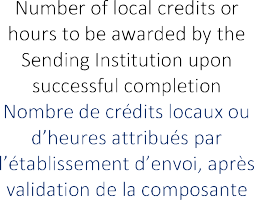 Number of local credits or
hours to be awarded by the
Sending Institution upon
successful completion
Nombre de crédits locaux ou
d’heures attribués par
l’établissement d’envoi, après
validation de la composante